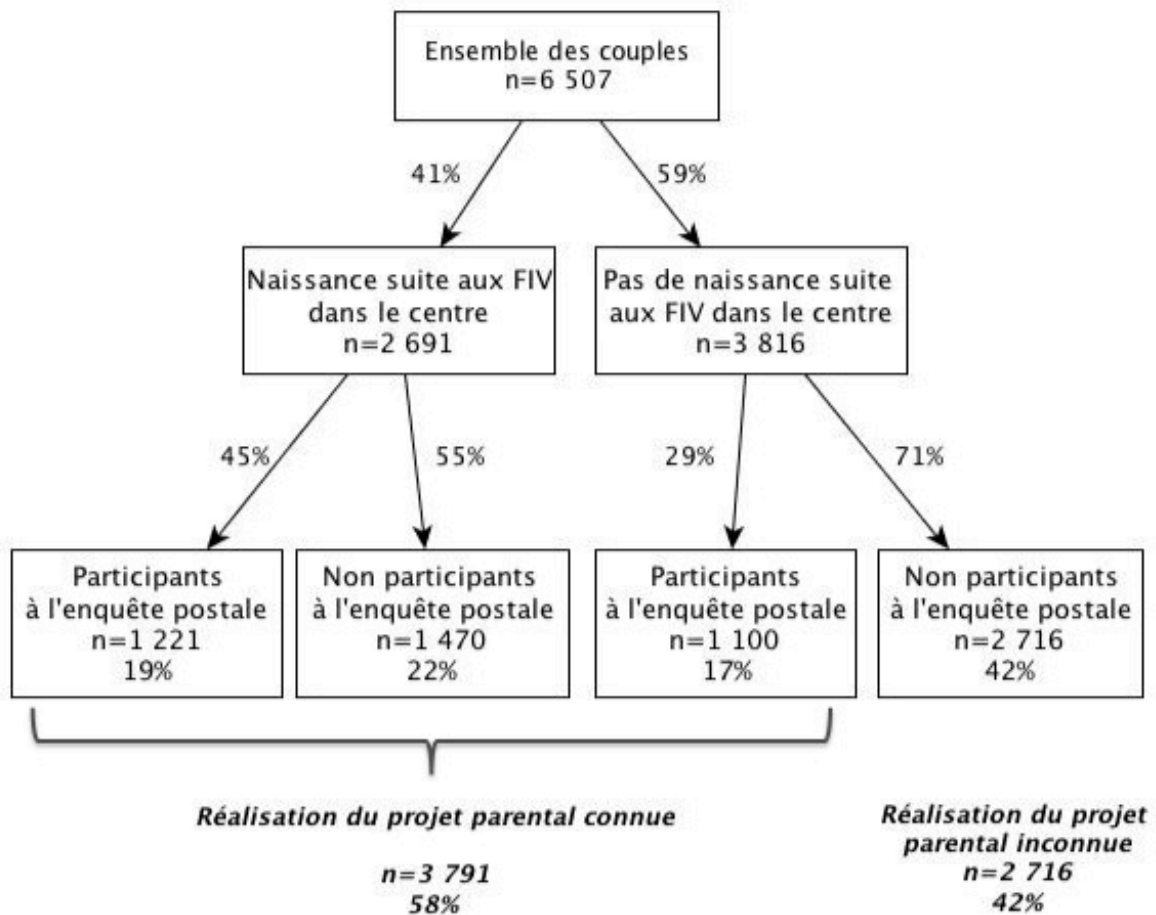 Ensemble des couples
n=6 507
41%
59%
Naissance suite aux FIV
dans le centre
n=2 691
Pas de naissance suite
aux FIV dans le centre
n=3 816
45%
55%
29%
71%
Participants
à l'enquête postale
n=1 221
19%
Non participants
à l'enquête postale
n=1 470
22%
Participants
à l'enquête postale
n=1 100
17%
Non participants
à l'enquête postale
n=2 716
42%
Réalisation du projet parental connue
n=3 791
58%
Réalisation du projet
parental inconnue
n=2 716
42%